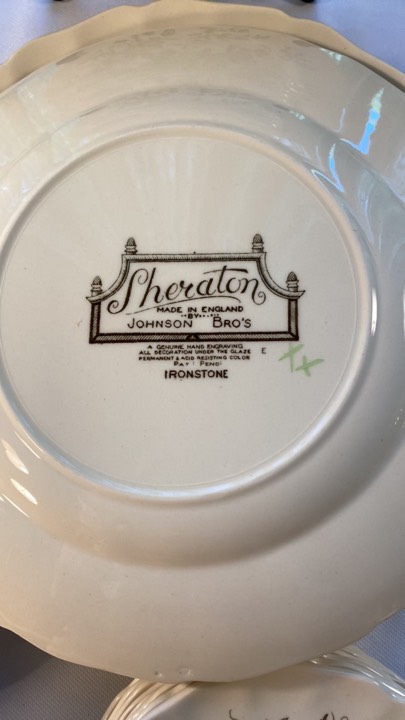 Sheraton
MADE IN ENGLAND
BY
JOHNSON BRO'S
A GENUINE HAND ENGRAVING
ALL DECORATION UNDER THE GLAZE
PERMANENT & ACID RESISTING COLOR
PAT: PEND:
IRONSTONE
E
TX